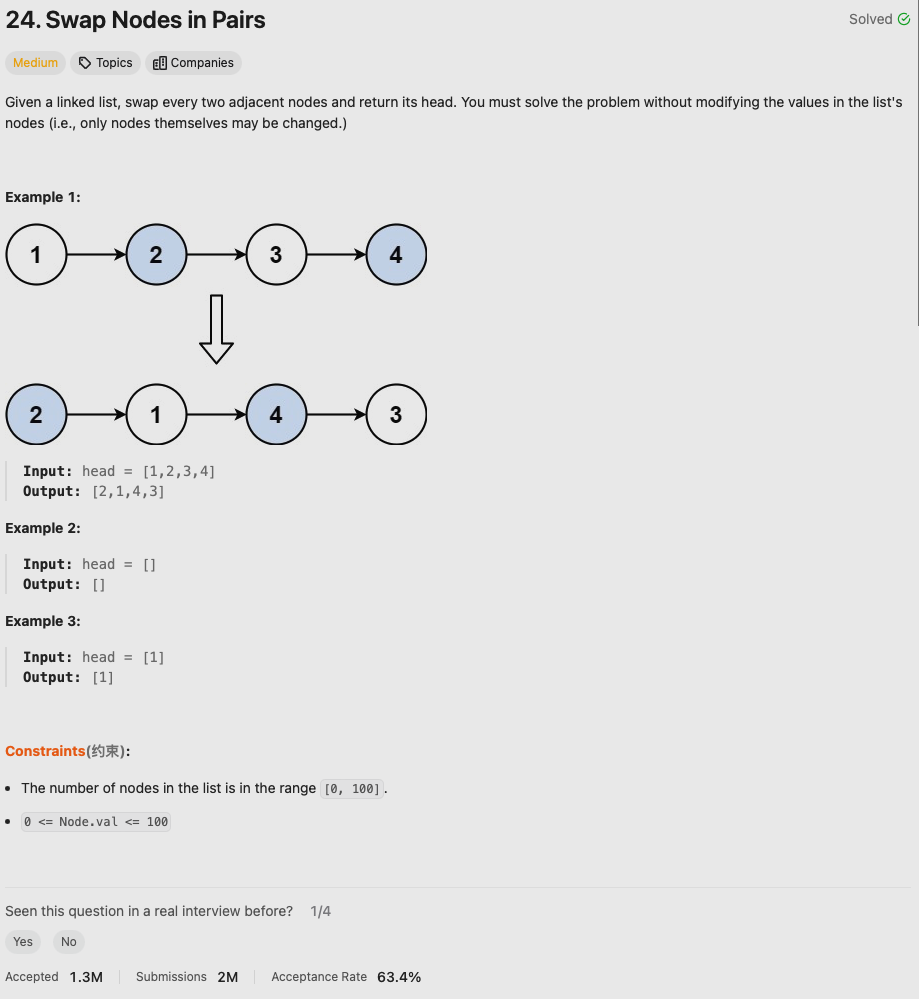 24. Swap Nodes in Pairs
Solved
Medium
Topics
Companies
Given a linked list, swap every two adjacent nodes and return its head. You must solve the problem without modifying the values in the list's
nodes (i.e., only nodes themselves may be changed.)
Example 1:
1 2 3 4
2 1 4 3
Input: head = [1,2,3,4]
Output: [2,1,4,3]
Example 2:
Input: head = []
Output: []
Example 3:
Input: head = [1]
Output: [1]
Constraints(约束):
The number of nodes in the list is in the range [0, 100].
0 <= Node.val <= 100
Seen this question in a real interview before? 1/4
Yes No
Accepted 1.3M Submissions 2M Acceptance Rate 63.4%